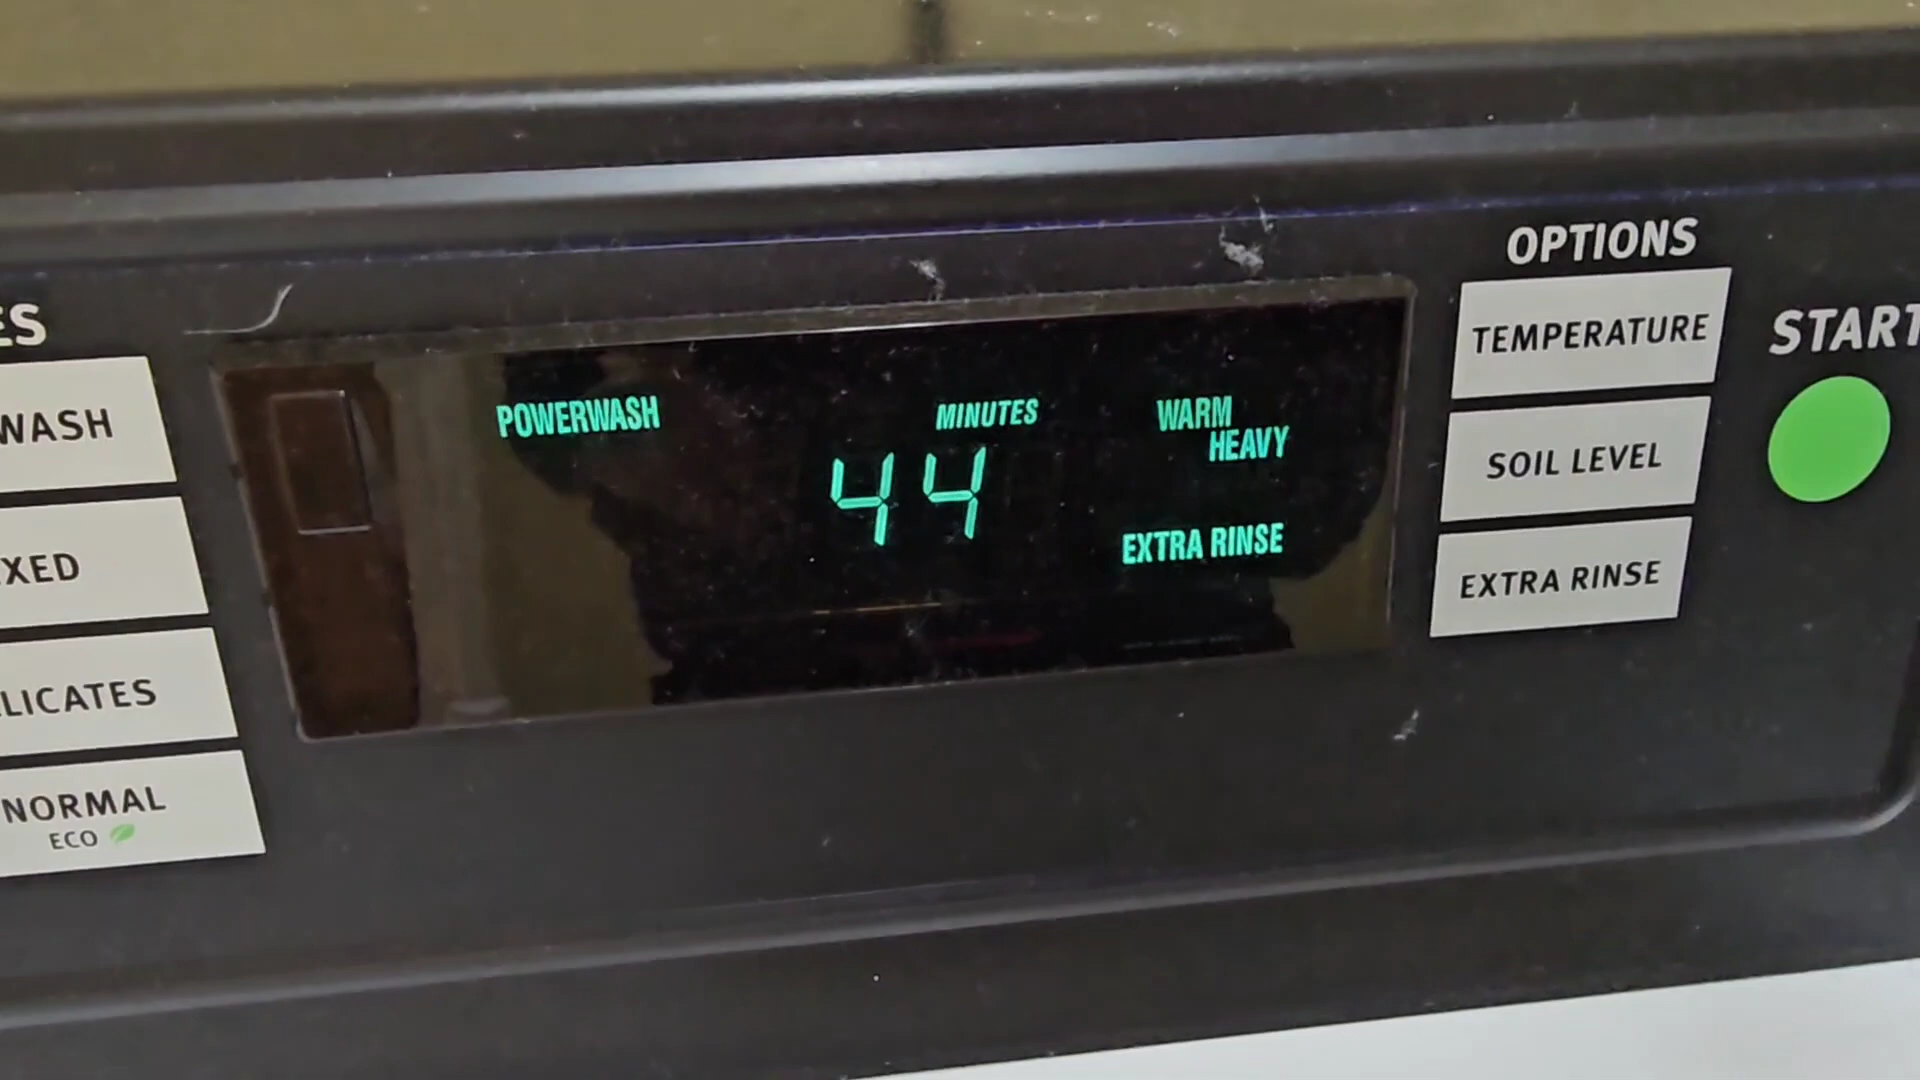 ES
WASH
XED
LICATES
NORMAL
ECO
POWERWASH
MINUTES
44
WARM
HEAVY
EXTRA RINSE
OPTIONS
TEMPERATURE
SOIL LEVEL
EXTRA RINSE
START